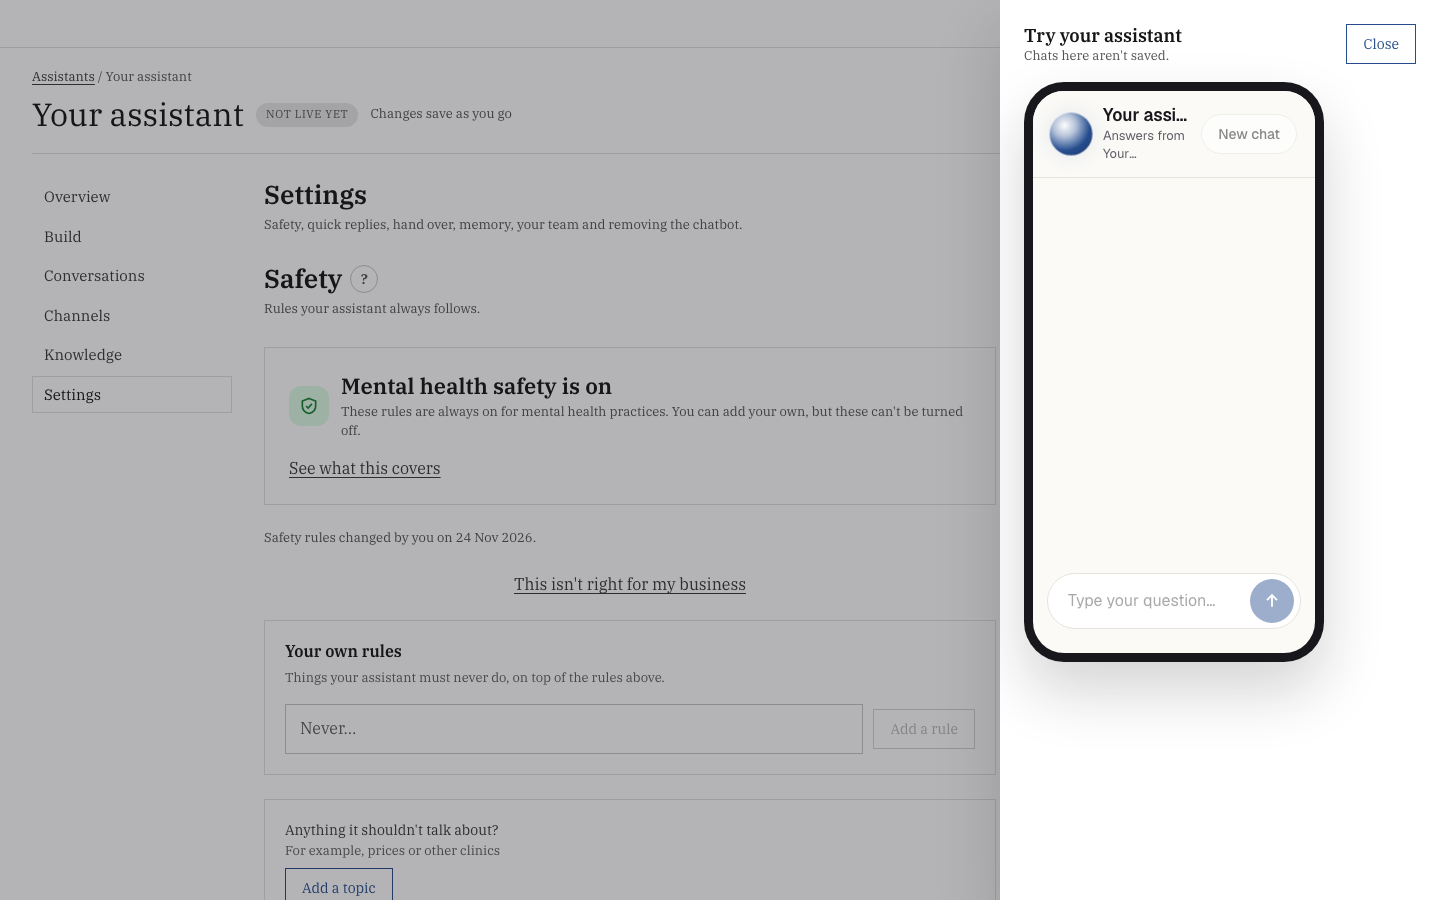 Assistants / Your assistant
Your assistant NOT LIVE YET Changes save as you go
Overview
Build
Conversations
Channels
Knowledge
Settings
Settings
Safety, quick replies, hand over, memory, your team and removing the chatbot.
Safety ?
Rules your assistant always follows.
Mental health safety is on
These rules are always on for mental health practices. You can add your own, but these can't be turned
off.
See what this covers
Safety rules changed by you on 24 Nov 2026.
This isn't right for my business
Your own rules
Things your assistant must never do, on top of the rules above.
Never...
Add a rule
Anything it shouldn't talk about?
For example, prices or other clinics
Add a topic
Try your assistant
Chats here aren't saved.
Close
Your assi...
Answers from
Your...
New chat
Type your question...